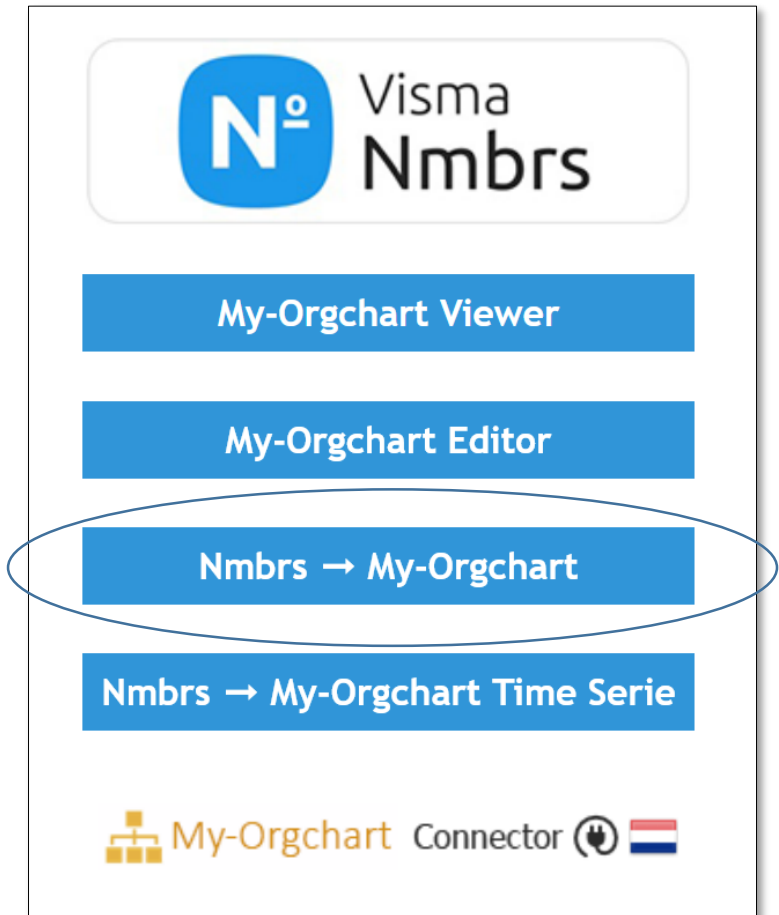 Nº
Visma
Nmbrs
My-Orgchart Viewer
My-Orgchart Editor
Nmbrs → My-Orgchart
Nmbrs → My-Orgchart Time Serie
My-Orgchart Connector